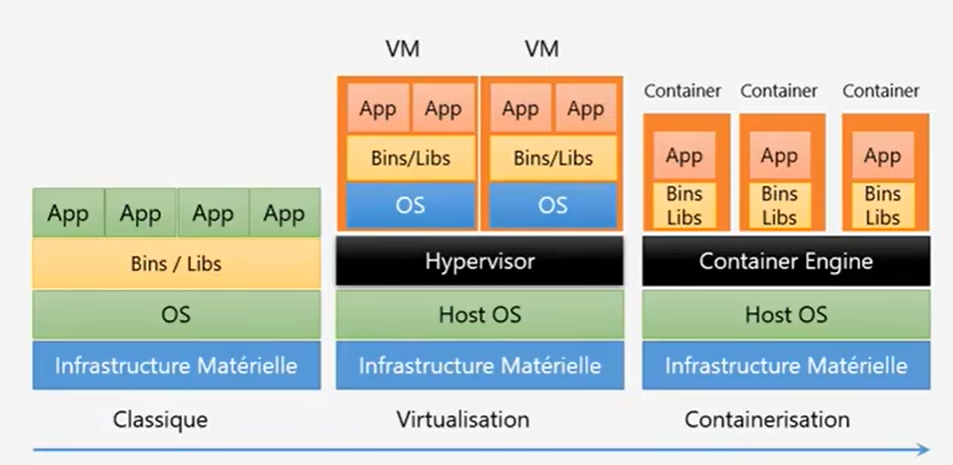 VM
VM
Container
Container
Container
App
App
App
App
App
App
App
Bins/Libs
Bins/Libs
Bins
Libs
Bins
Libs
Bins
Libs
OS
OS
App
App
App
App
Bins / Libs
Hypervisor
Container Engine
OS
Host OS
Host OS
Infrastructure Matérielle
Infrastructure Matérielle
Infrastructure Matérielle
Classique
Virtualisation
Containerisation